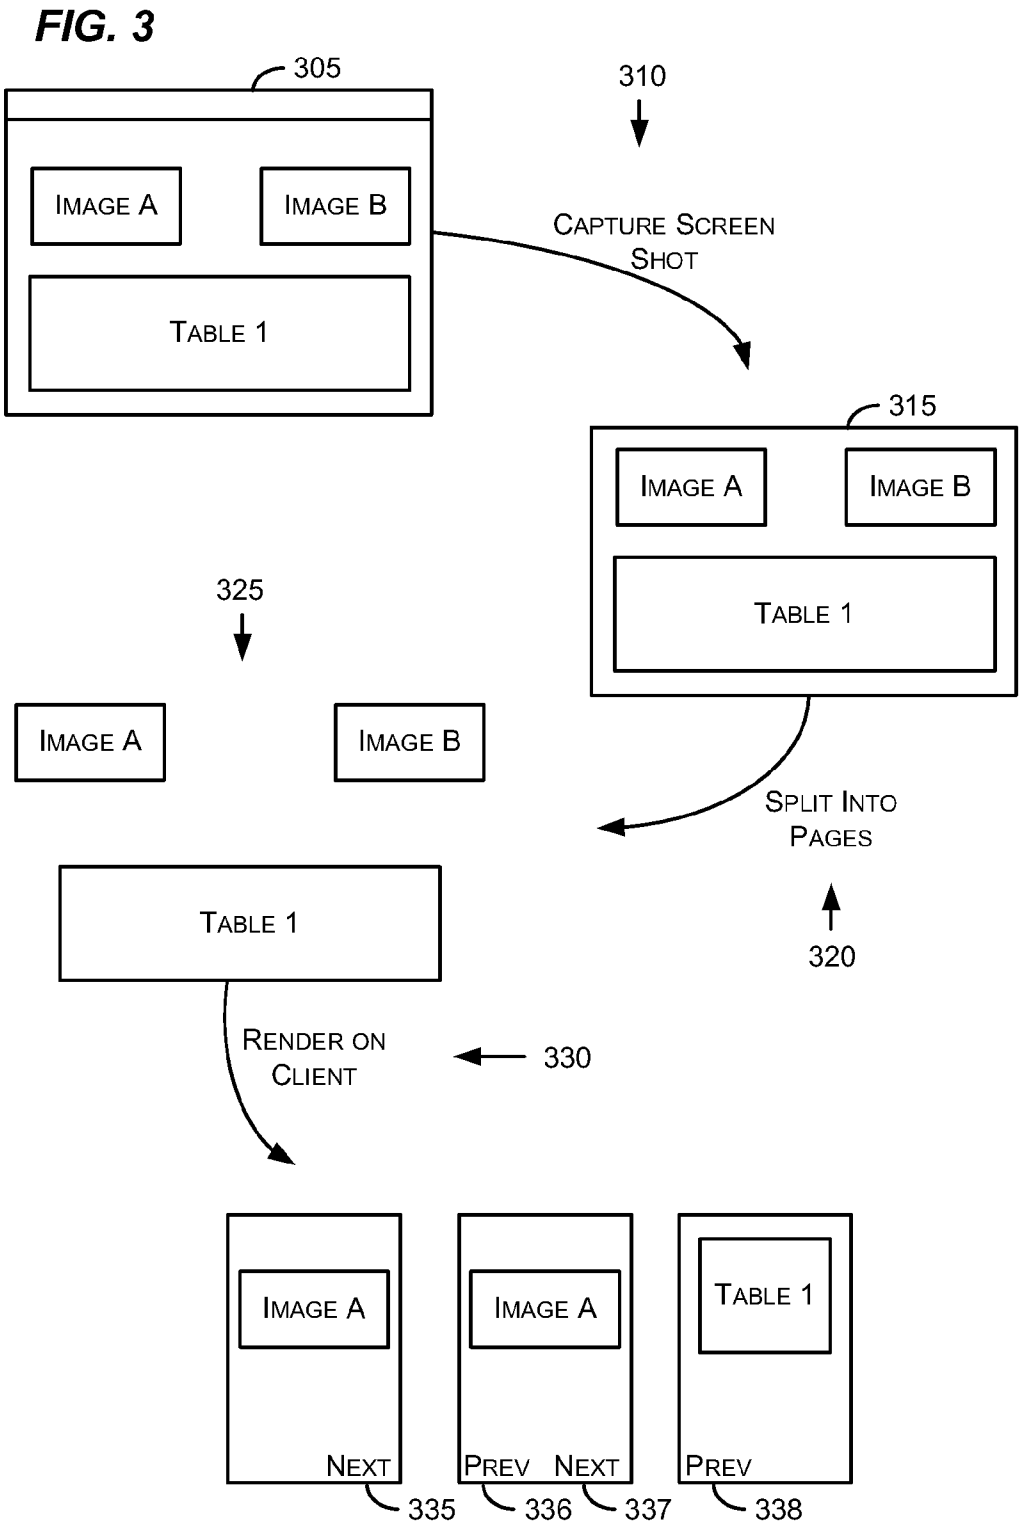 FIG. 3
305
310
IMAGE A
IMAGE B
CAPTURE SCREEN
SHOT
TABLE 1
315
IMAGE A
IMAGE B
TABLE 1
325
IMAGE A
IMAGE B
SPLIT INTO
PAGES
320
TABLE 1
RENDER ON
CLIENT
330
IMAGE A
NEXT
335
IMAGE A
PREV NEXT
336 337
TABLE 1
PREV
338